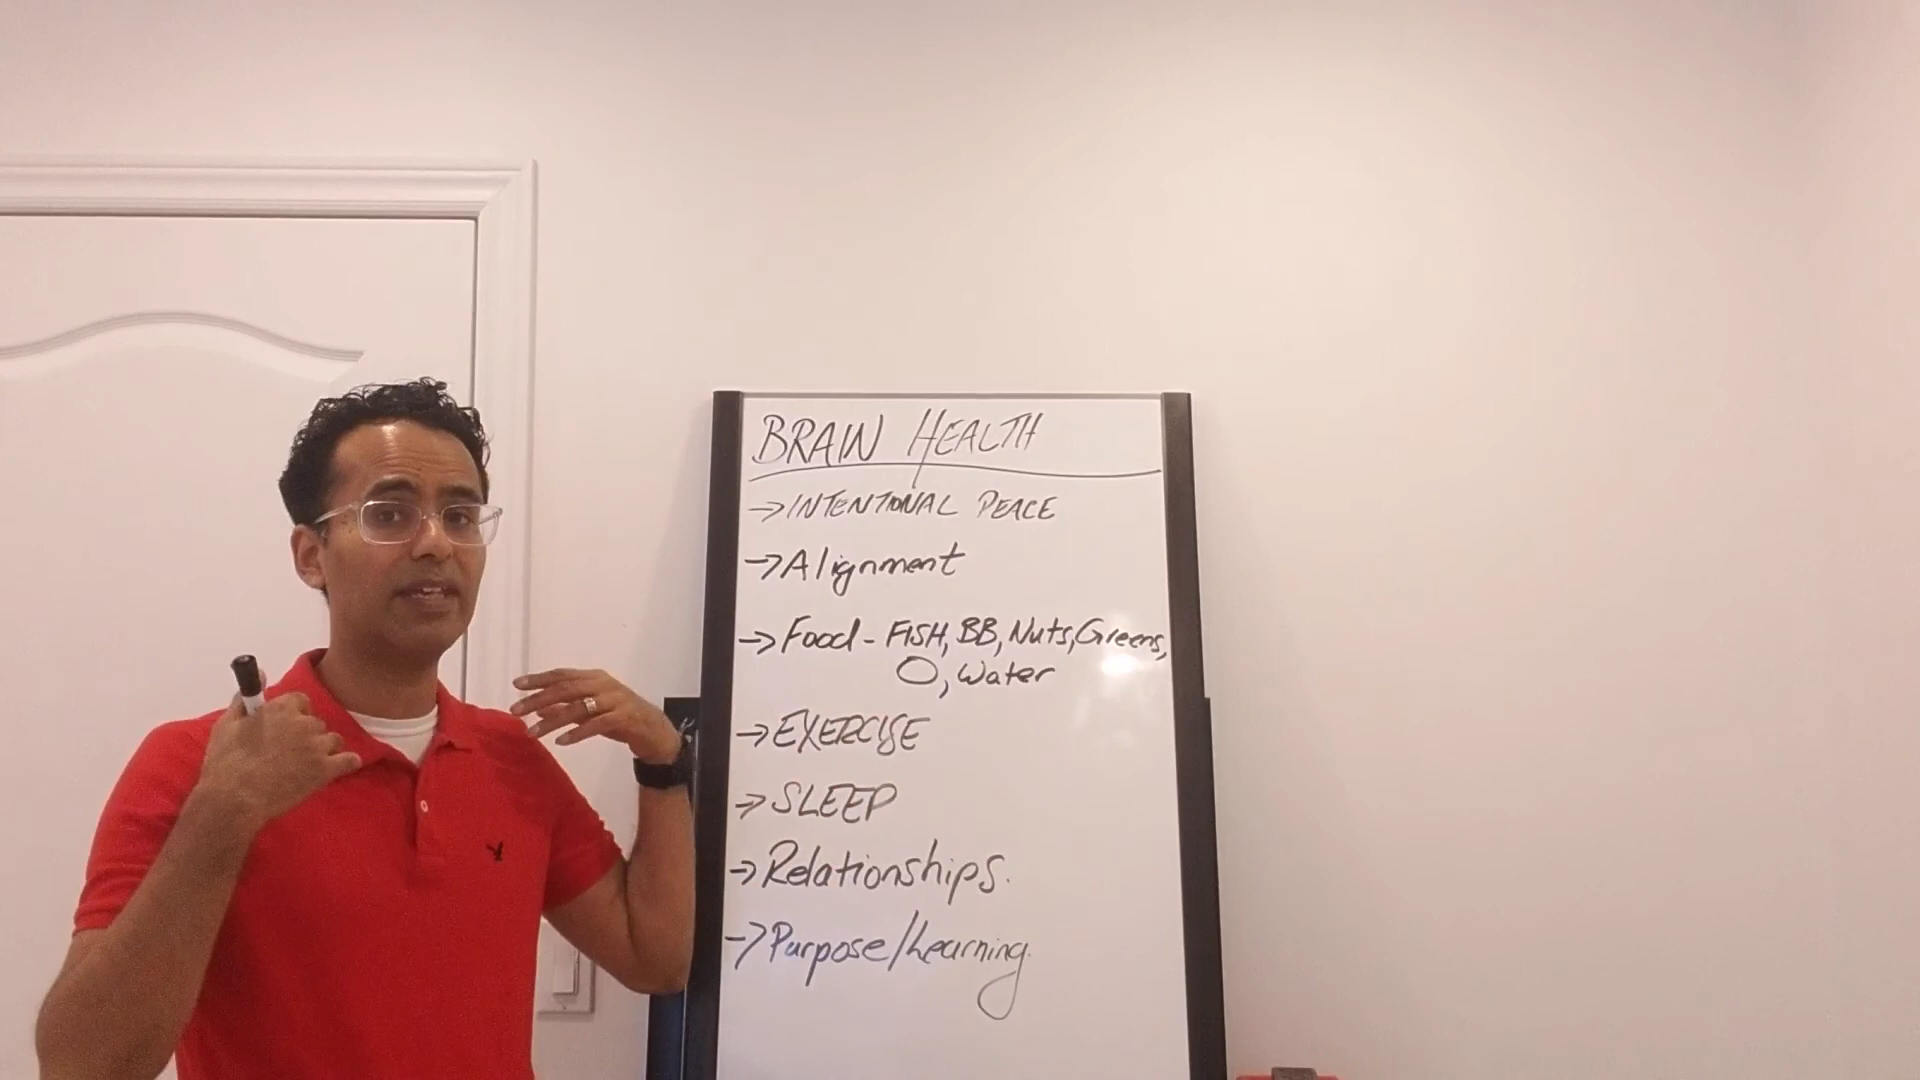 BRAIN HEALTH
→ INTENTIONAL PEACE
→ Alignment
→ Food - FISH, BB, Nuts, Greens,
O, Water
→ EXERCISE
→ SLEEP
→ Relationships.
→ Purpose/Learning.